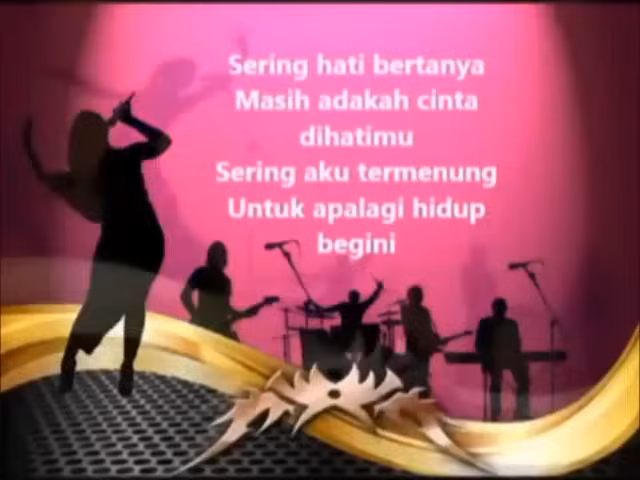 Sering hati bertanya
Masih adakah cinta
dihatimu
Sering aku termenung
Untuk apalagi hidup
begini